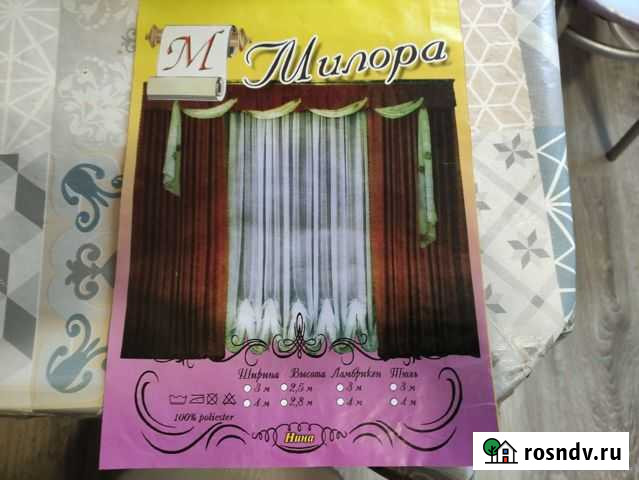 М
Милора
Ширина Высота Ламбрикен Тюль
3 м 2,5 м 3 м 3 м
4 м 2,8 м 4 м 4 м
100% poliester
Нина
rosndv.ru